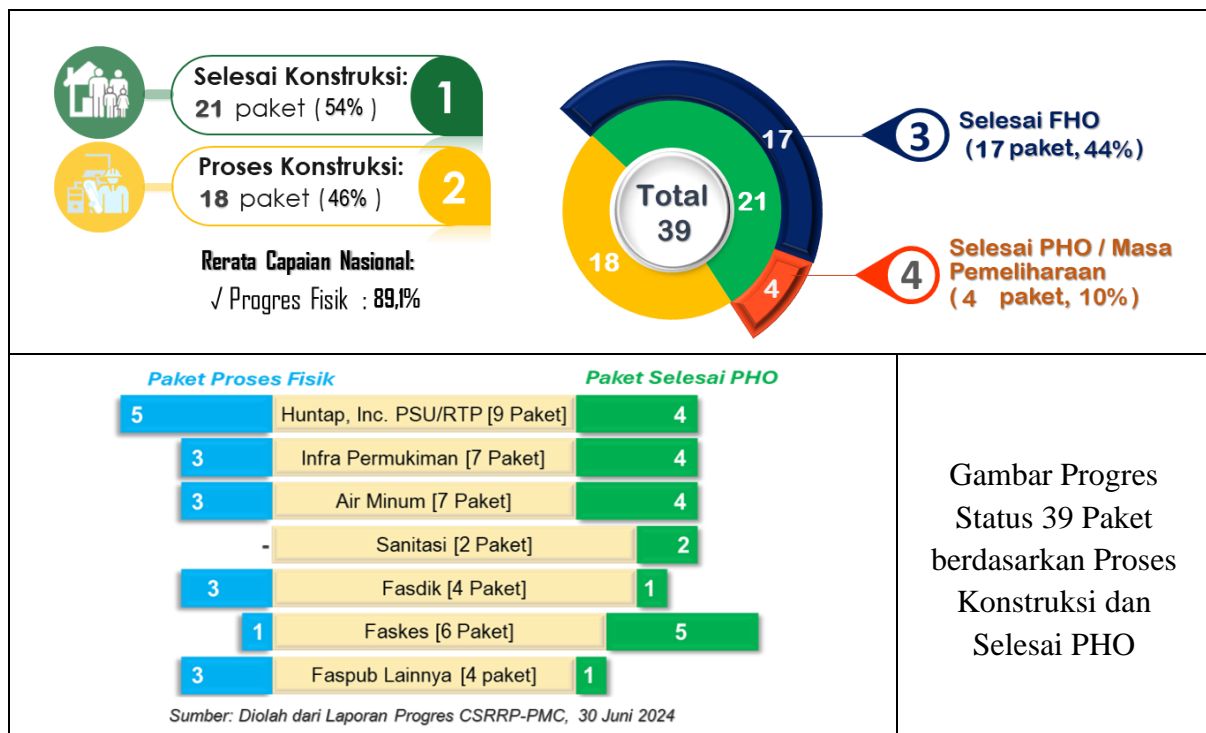 Selesai Konstruksi:
21 paket (54% )
1
Proses Konstruksi:
18 paket (46% )
2
Rerata Capaian Nasional:
√ Progres Fisik : 89,1%
17
21
18
4
Total
39
3
Selesai FHO
(17 paket, 44%)
4
Selesai PHO / Masa
Pemeliharaan
( 4 paket, 10%)
Paket Proses Fisik
Paket Selesai PHO
5 Huntap, Inc. PSU/RTP [9 Paket] 4
3 Infra Permukiman [7 Paket] 4
3 Air Minum [7 Paket] 4
- Sanitasi [2 Paket] 2
3 Fasdik [4 Paket] 1
1 Faskes [6 Paket] 5
3 Faspub Lainnya [4 paket] 1
Sumber: Diolah dari Laporan Progres CSRRP-PMC, 30 Juni 2024
Gambar Progres
Status 39 Paket
berdasarkan Proses
Konstruksi dan
Selesai PHO